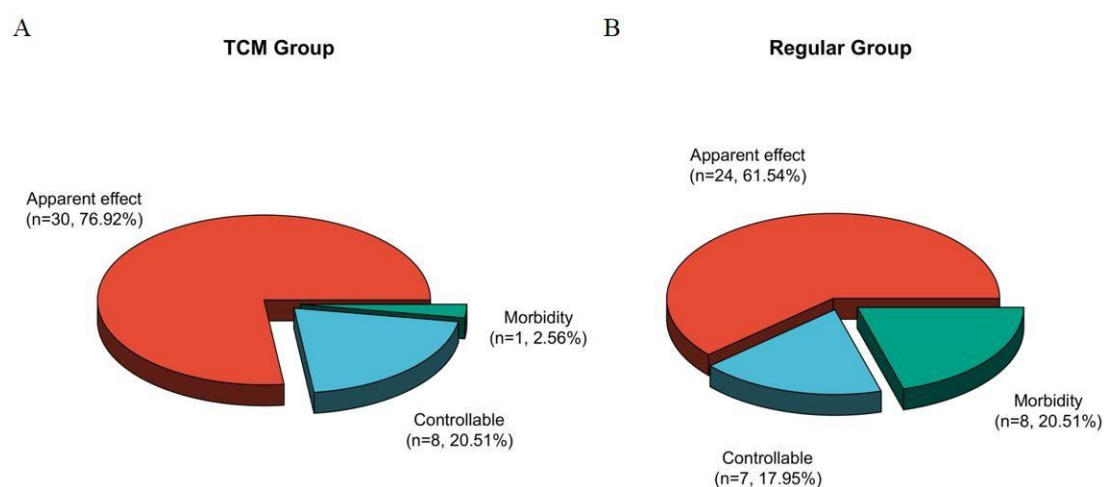 A
TCM Group
Apparent effect
(n=30, 76.92%)
Morbidity
(n=1, 2.56%)
Controllable
(n=8, 20.51%)
B
Regular Group
Apparent effect
(n=24, 61.54%)
Morbidity
(n=8, 20.51%)
Controllable
(n=7, 17.95%)